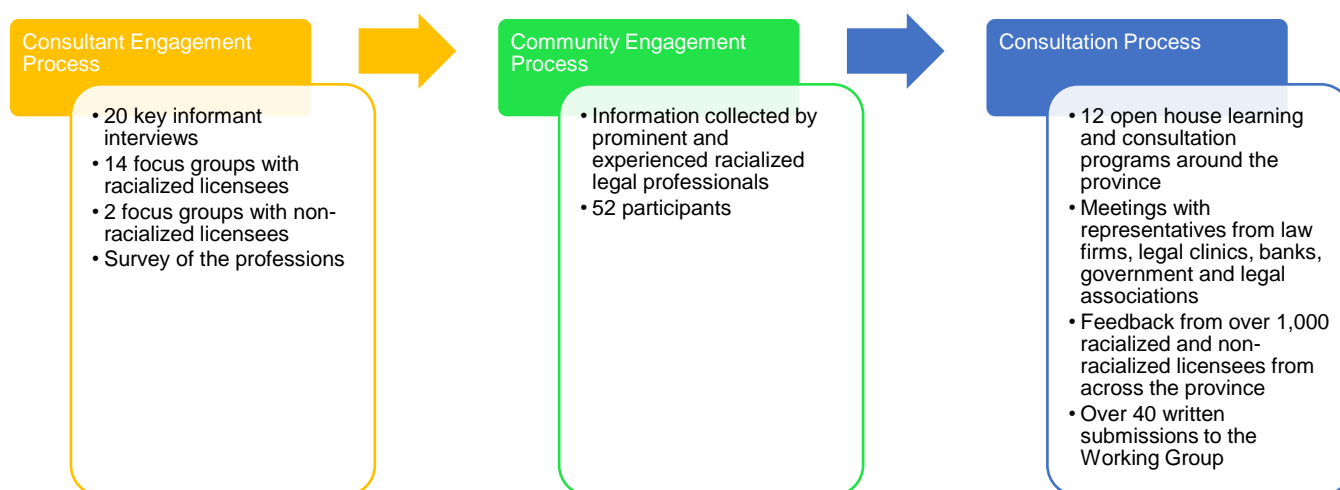 Consultant Engagement
Process
• 20 key informant
interviews
• 14 focus groups with
racialized licensees
• 2 focus groups with non-
racialized licensees
• Survey of the professions
Community Engagement
Process
• Information collected by
prominent and
experienced racialized
legal professionals
• 52 participants
Consultation Process
• 12 open house learning
and consultation
programs around the
province
• Meetings with
representatives from law
firms, legal clinics, banks,
government and legal
associations
• Feedback from over 1,000
racialized and non-
racialized licensees from
across the province
• Over 40 written
submissions to the
Working Group